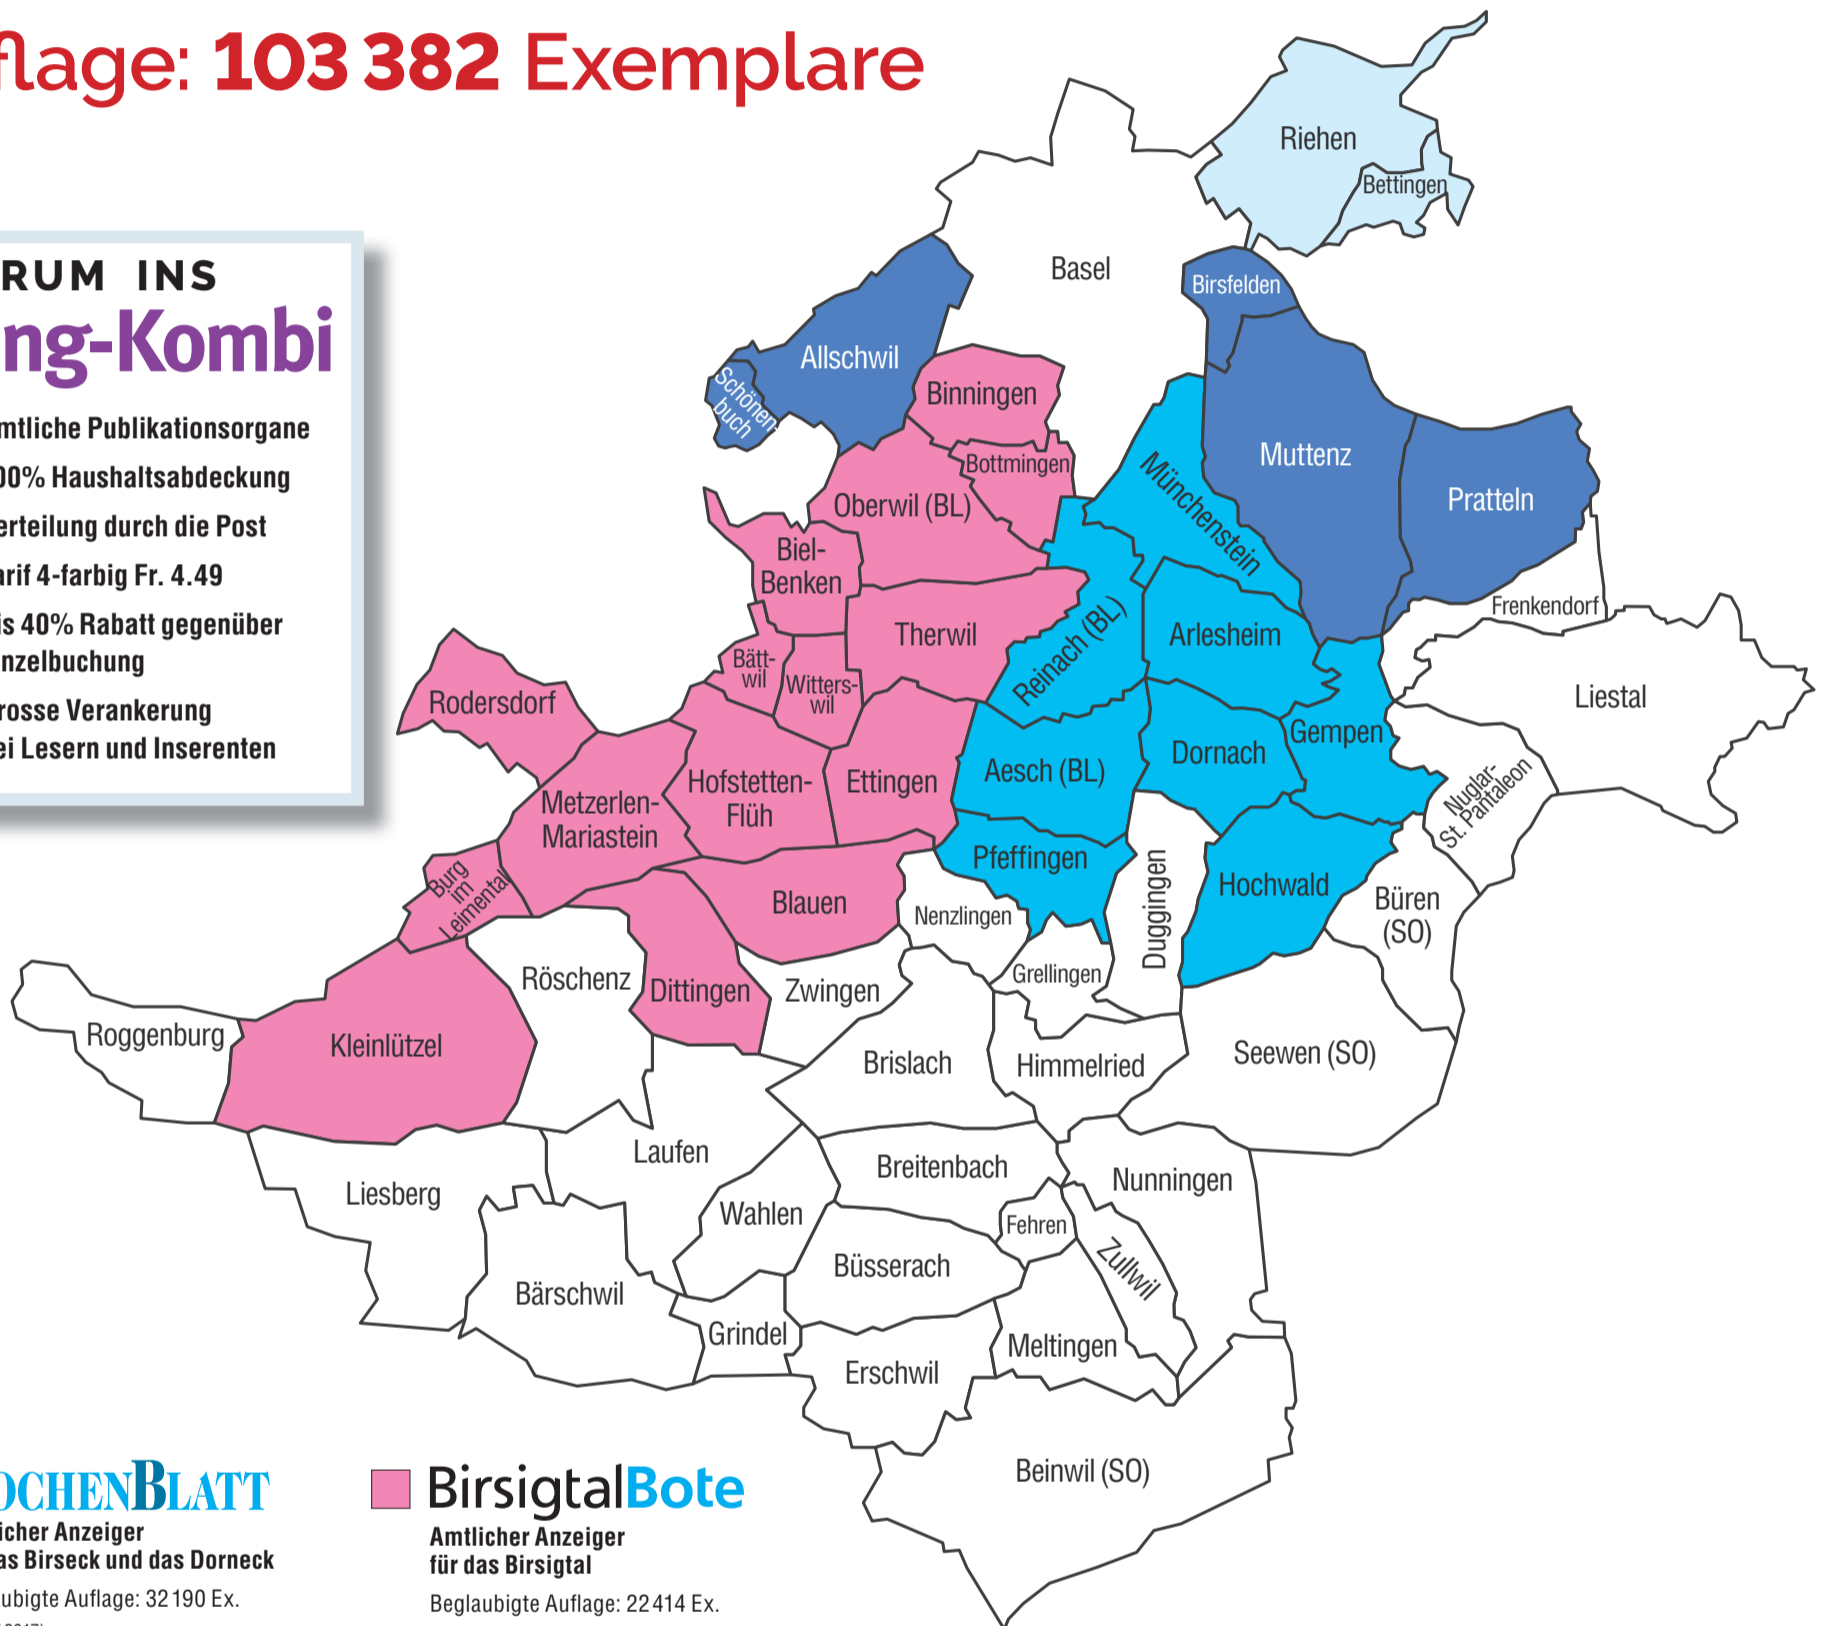 flage: 103 382 Exemplare
RUM INS
ng-Kombi
mtliche Publikationsorgane
00% Haushaltsabdeckung
erteilung durch die Post
arif 4-farbig Fr. 4.49
is 40% Rabatt gegenüber
nzelbuchung
rosse Verankerung
ei Lesern und Inserenten
Riehen
Bettingen
Basel
Birsfelden
Allschwil
Schönen-
buch
Binningen
Bottmingen
Muttenz
Pratteln
Münchenstein
Oberwil (BL)
Biel-
Benken
Frenkendorf
Therwil
Reinach (BL)
Arlesheim
Bätt-
wil
Witters-
wil
Liestal
Rodersdorf
Gempen
Dornach
Aesch (BL)
Hofstetten-
Flüh
Ettingen
Metzerlen-
Mariastein
Nuglar-
St. Pantaleon
Pfeffingen
Burg
im
Leimental
Hochwald
Duggingen
Blauen
Nenzlingen
Büren
(SO)
Röschenz
Dittingen
Zwingen
Grellingen
Roggenburg
Kleinlützel
Brislach
Himmelried
Seewen (SO)
Laufen
Breitenbach
Nunningen
Liesberg
Wahlen
Fehren
Zullwil
Büsserach
Bärschwil
Grindel
Meltingen
Erschwil
Beinwil (SO)
OCHENBLATT
icher Anzeiger
as Birseck und das Dorneck
ubigte Auflage: 32 190 Ex.
BirsigtalBote
Amtlicher Anzeiger
für das Birsigtal
Beglaubigte Auflage: 22 414 Ex.